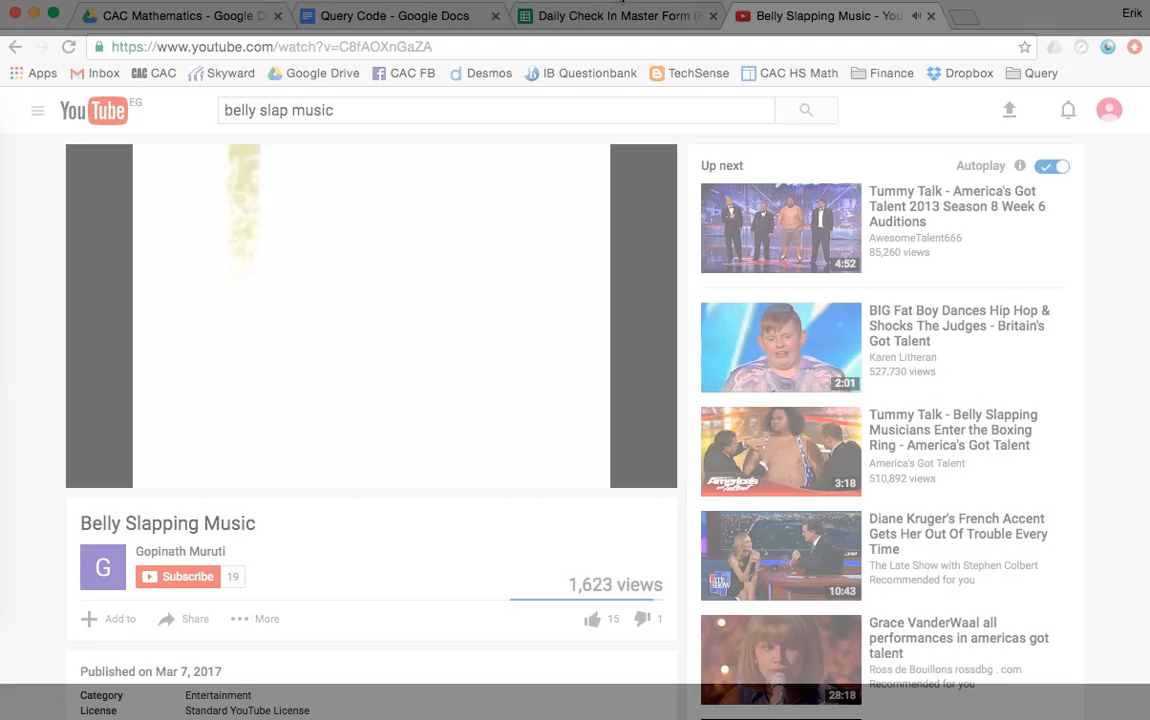 CAC Mathematics - Google D
Query Code - Google Docs
Daily Check In Master Form (F
Belly Slapping Music - You
Erik
https://www.youtube.com/watch?v=C8fAOXnGaZA
Apps
Inbox
CAC CAC
Skyward
Google Drive
CAC FB
Desmos
IB Questionbank
TechSense
CAC HS Math
Finance
Dropbox
Query
YouTube EG
belly slap music
Up next
Autoplay
Tummy Talk - America's Got
Talent 2013 Season 8 Week 6
Auditions
AwesomeTalent666
85,260 views
4:52
BIG Fat Boy Dances Hip Hop &
Shocks The Judges - Britain's
Got Talent
Karen Litheran
527,730 views
2:01
Tummy Talk - Belly Slapping
Musicians Enter the Boxing
Ring - America's Got Talent
America's Got Talent
510,892 views
3:18
Diane Kruger's French Accent
Gets Her Out Of Trouble Every
Time
The Late Show with Stephen Colbert
Recommended for you
10:43
Grace VanderWaal all
performances in americas got
talent
Ross de Bouillons rossdbg . com
Recommended for you
28:18
Belly Slapping Music
G
Gopinath Muruti
Subscribe 19
1,623 views
Add to
Share
More
15
1
Published on Mar 7, 2017
Category Entertainment
License Standard YouTube License